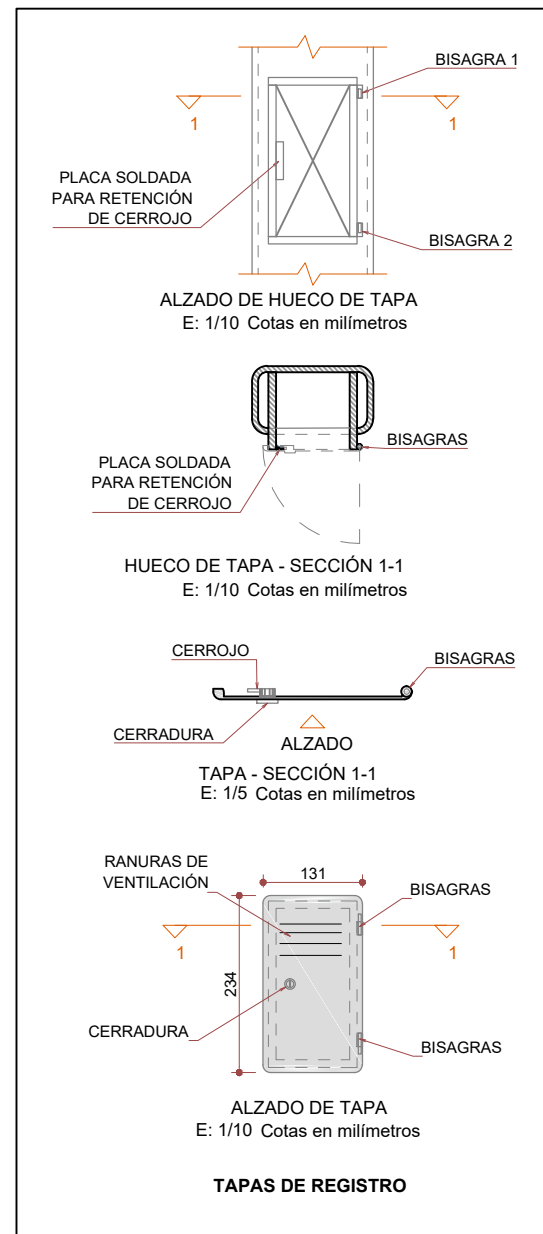 BISAGRA 1
1
1
PLACA SOLDADA
PARA RETENCIÓN
DE CERROJO
BISAGRA 2
ALZADO DE HUECO DE TAPA
E: 1/10 Cotas en milímetros
BISAGRAS
PLACA SOLDADA
PARA RETENCIÓN
DE CERROJO
HUECO DE TAPA - SECCIÓN 1-1
E: 1/10 Cotas en milímetros
CERROJO
BISAGRAS
CERRADURA
ALZADO
TAPA - SECCIÓN 1-1
E: 1/5 Cotas en milímetros
RANURAS DE
VENTILACIÓN
131
BISAGRAS
1
1
234
CERRADURA
BISAGRAS
ALZADO DE TAPA
E: 1/10 Cotas en milímetros
TAPAS DE REGISTRO